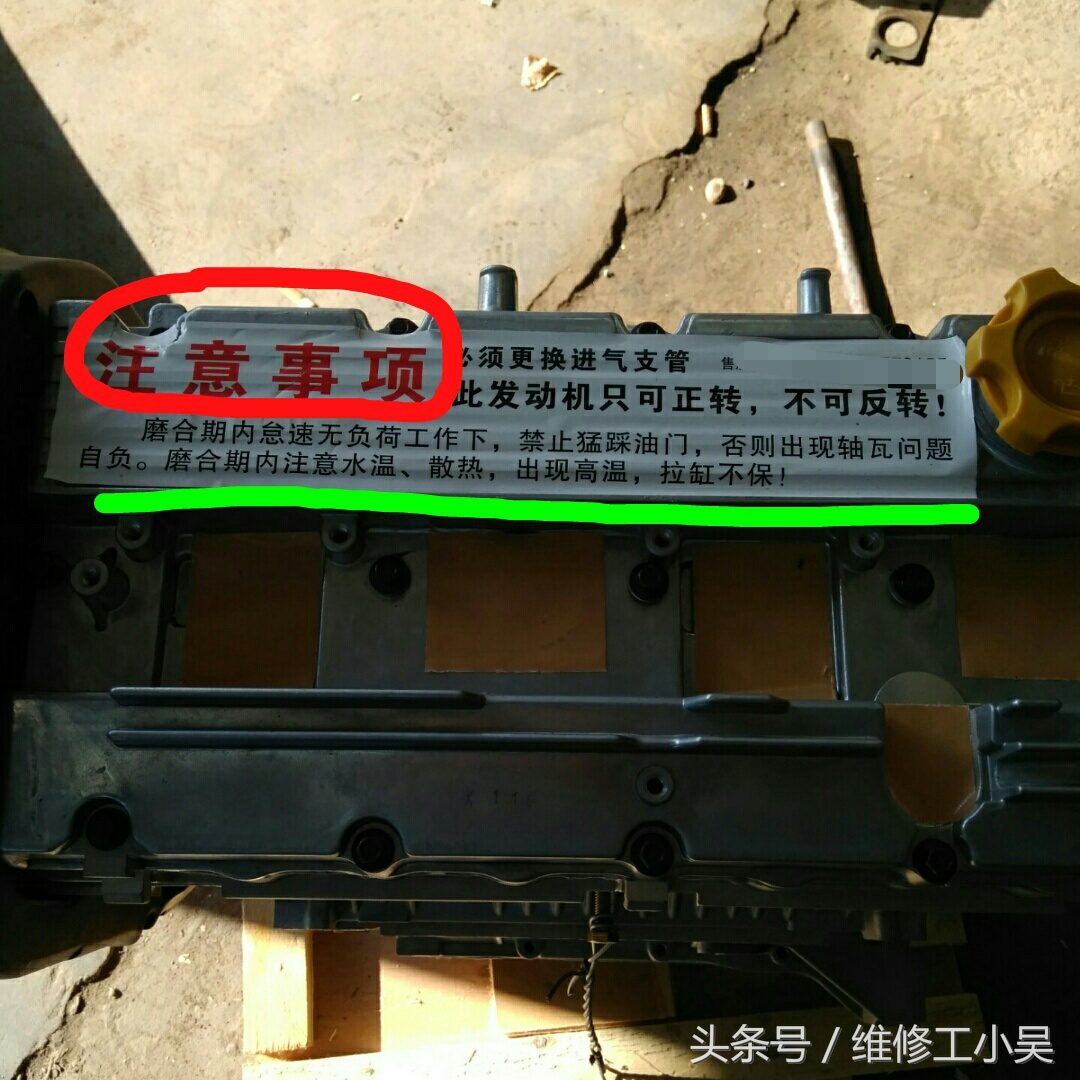 注意事项
必须更换进气支管 售
此发动机只可正转，不可反转！
磨合期内怠速无负荷工作下，禁止猛踩油门，否则出现轴瓦问题
自负。磨合期内注意水温、散热，出现高温，拉缸不保！
头条号 / 维修工小吴